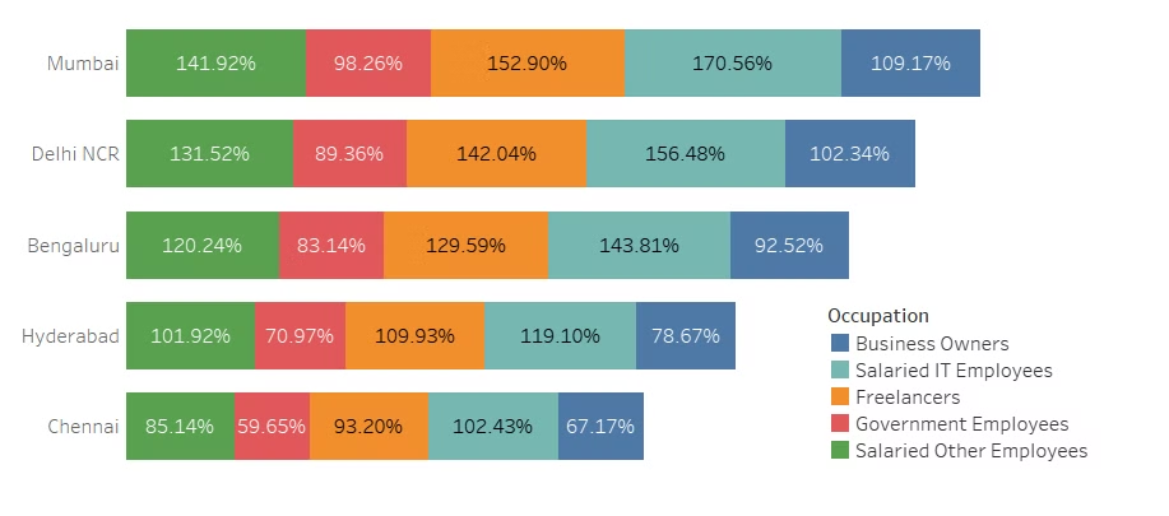 Mumbai 141.92% 98.26% 152.90% 170.56% 109.17%
Delhi NCR 131.52% 89.36% 142.04% 156.48% 102.34%
Bengaluru 120.24% 83.14% 129.59% 143.81% 92.52%
Hyderabad 101.92% 70.97% 109.93% 119.10% 78.67%
Chennai 85.14% 59.65% 93.20% 102.43% 67.17%
Occupation
Business Owners
Salaried IT Employees
Freelancers
Government Employees
Salaried Other Employees